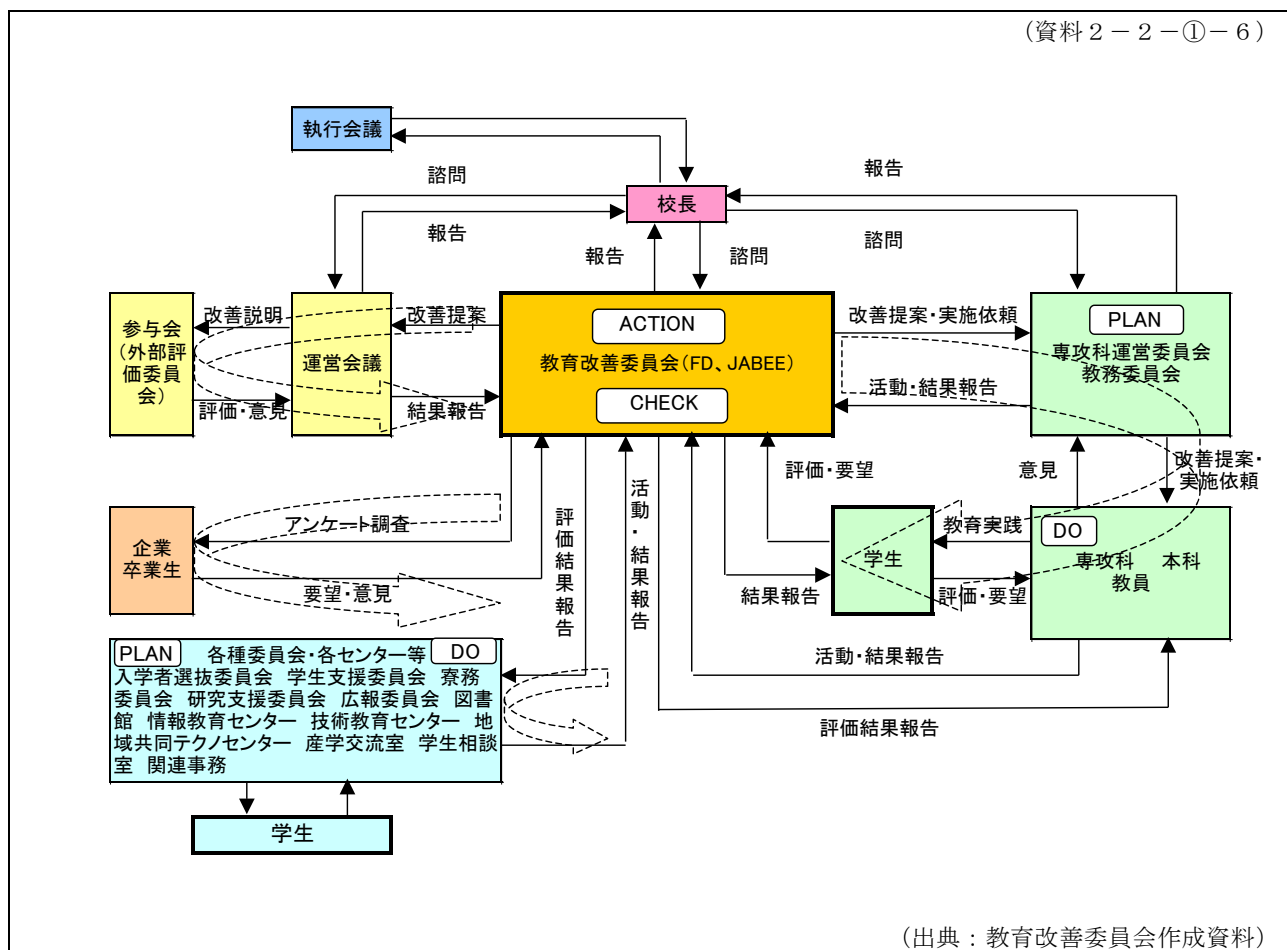 (資料2-2-①-6)
執行会議
諮問
報告
校長
報告
報告
諮問
諮問
参与会
(外部評
価委員
会)
改善説明
評価・意見
運営会議
改善提案
結果報告
ACTION
教育改善委員会(FD、JABEE)
CHECK
改善提案・実施依頼
活動・結果報告
PLAN
専攻科運営委員会
教務委員会
評価・要望
意見
改善提案・
実施依頼
企業
卒業生
アンケート調査
要望・意見
評価結果報告
活動・結果報告
学生
教育実践
評価・要望
結果報告
DO
専攻科 本科
教員
PLAN 各種委員会・各センター等 DO
入学者選抜委員会 学生支援委員会 寮務
委員会 研究支援委員会 広報委員会 図書
館 情報教育センター 技術教育センター 地
域共同テクノセンター 産学交流室 学生相談
室 関連事務
活動・結果報告
評価結果報告
学生
(出典:教育改善委員会作成資料)